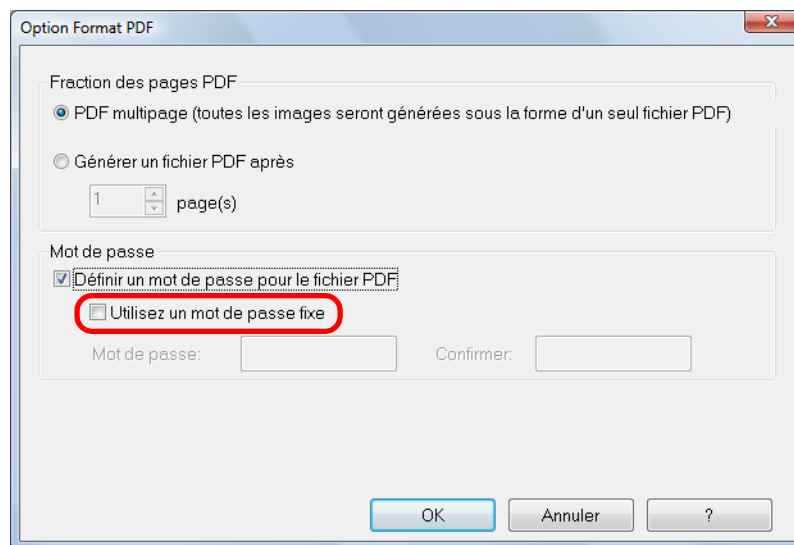 Option Format PDF
Fraction des pages PDF
PDF multipage (toutes les images seront générées sous la forme d'un seul fichier PDF)
Générer un fichier PDF après
1 page(s)
Mot de passe
Définir un mot de passe pour le fichier PDF
Utilisez un mot de passe fixe
Mot de passe: Confirmer:
OK Annuler ?